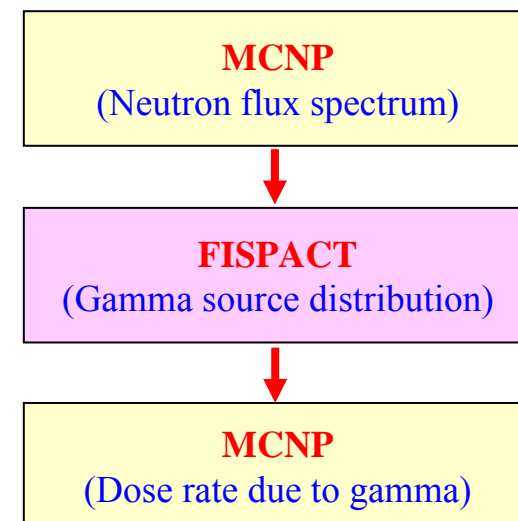 MCNP
(Neutron flux spectrum)
FISPACT
(Gamma source distribution)
MCNP
(Dose rate due to gamma)